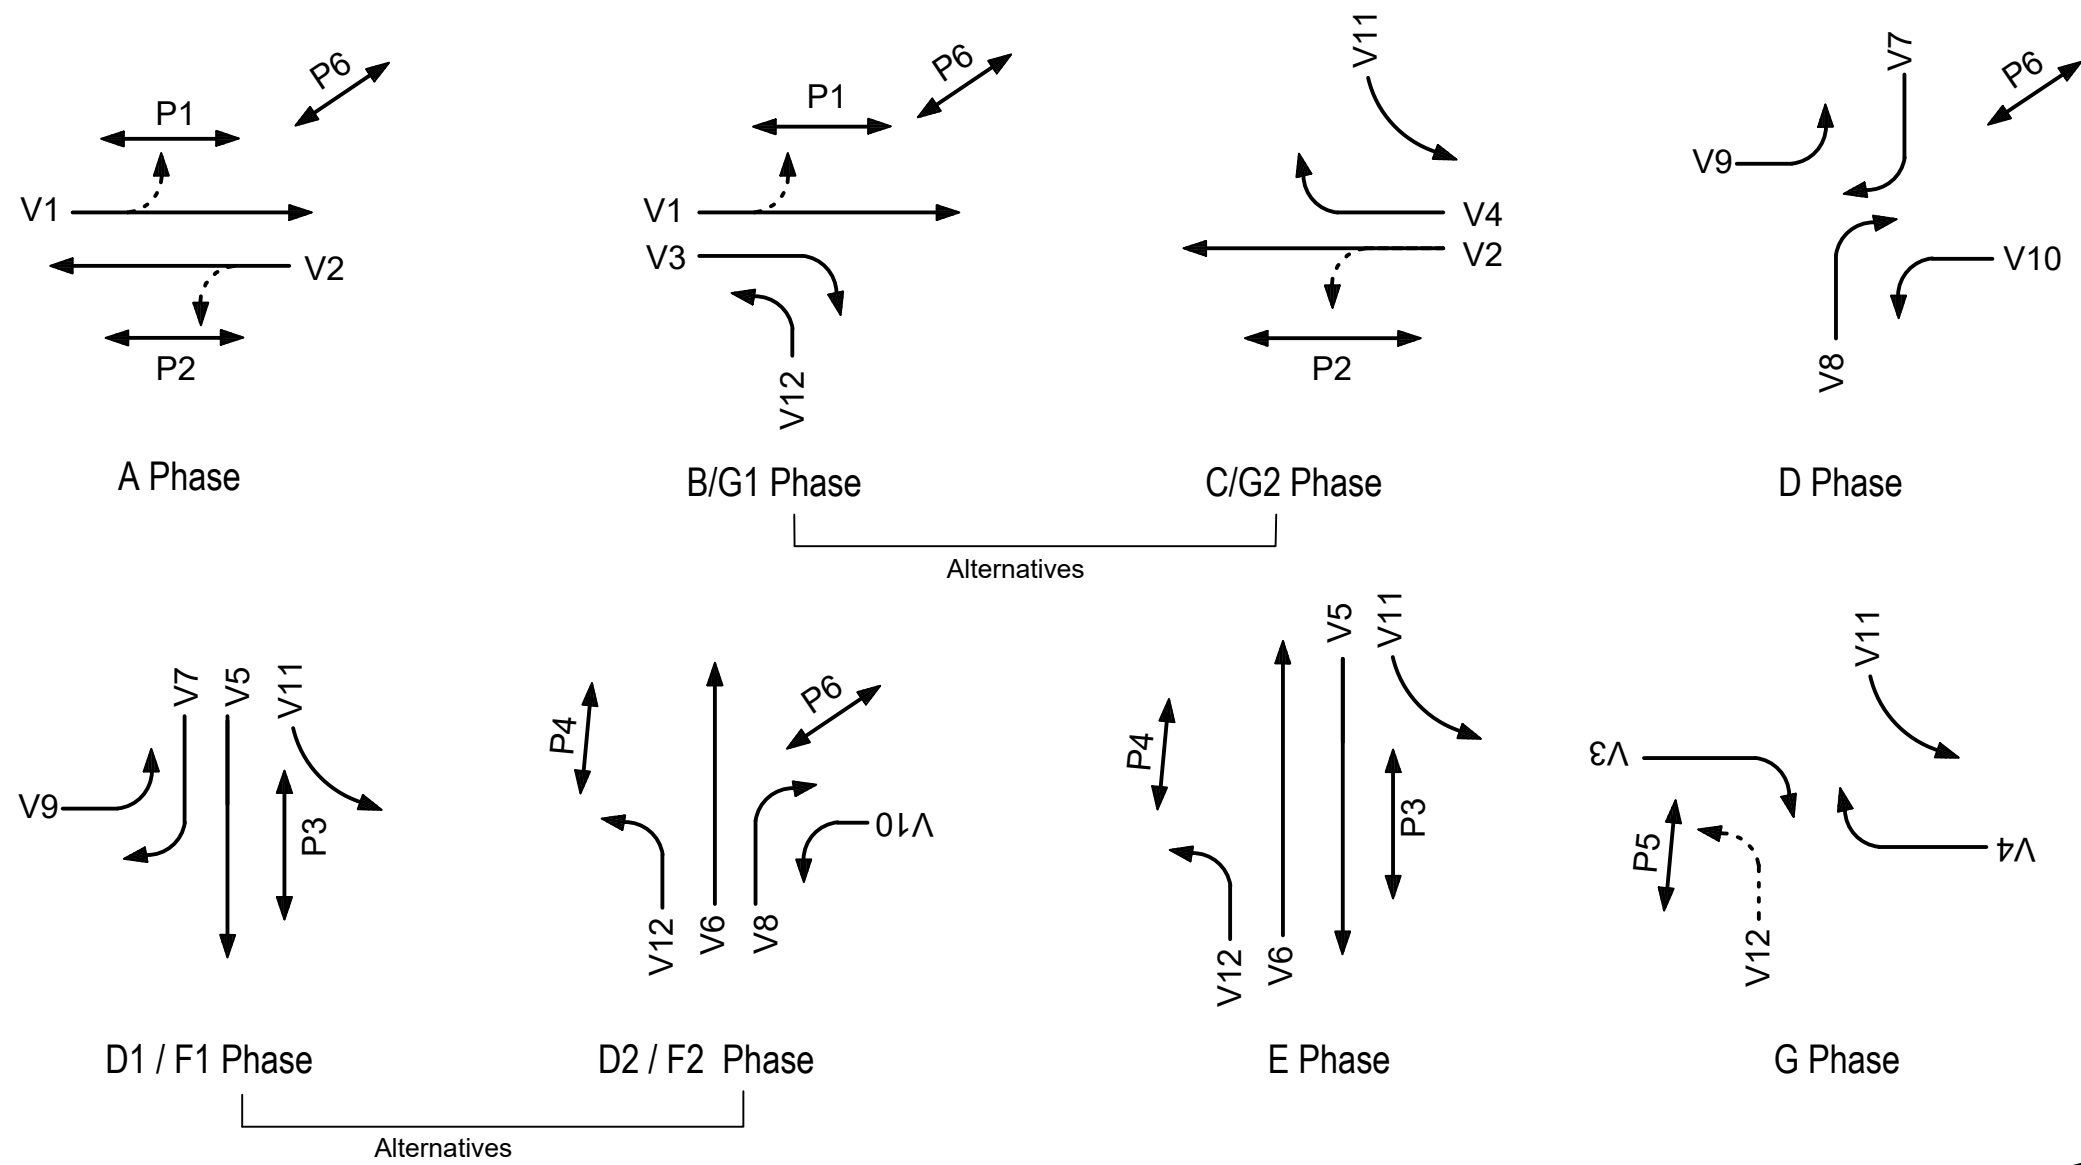 P6
P1
V1
V2
P2
A Phase
P6
P1
V1
V3
V12
B/G1 Phase
V11
V4
V2
P2
C/G2 Phase
Alternatives
V7
P6
V9
V10
V8
D Phase
V7
V5
V11
V9
P3
D1 / F1 Phase
P4
P6
V10
V12
V6
V8
D2 / F2 Phase
Alternatives
V5
V11
P4
P3
V12
V6
E Phase
V11
V3
P5
V4
V12
G Phase